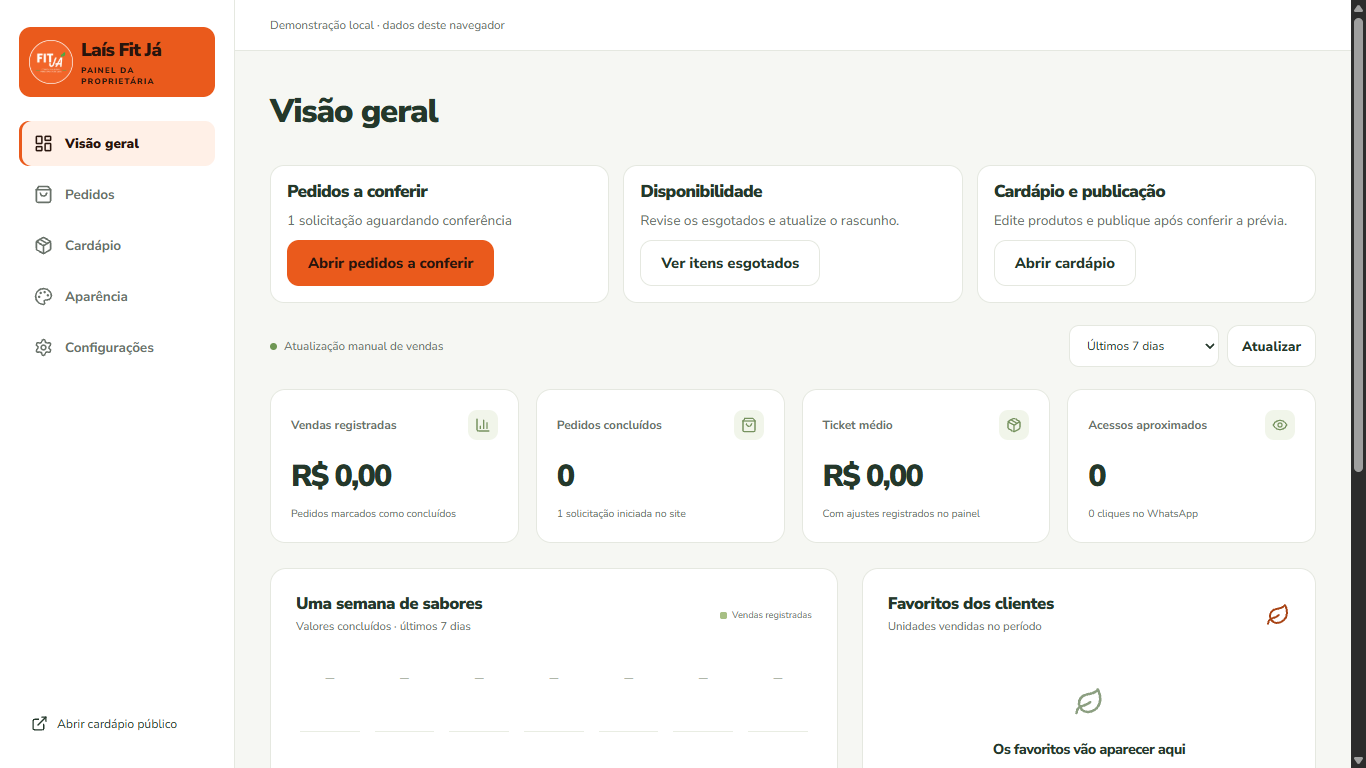 Demonstração local · dados deste navegador
FIT
JÁ
Laís Fit Já
PAINEL DA
PROPRIETÁRIA
Visão geral
Pedidos
Cardápio
Aparência
Configurações
Abrir cardápio público
Visão geral
Pedidos a conferir
1 solicitação aguardando conferência
Abrir pedidos a conferir
Disponibilidade
Revise os esgotados e atualize o rascunho.
Ver itens esgotados
Cardápio e publicação
Edite produtos e publique após conferir a prévia.
Abrir cardápio
Atualização manual de vendas
Últimos 7 dias
Atualizar
Vendas registradas
R$ 0,00
Pedidos marcados como concluídos
Pedidos concluídos
0
1 solicitação iniciada no site
Ticket médio
R$ 0,00
Com ajustes registrados no painel
Acessos aproximados
0
0 cliques no WhatsApp
Uma semana de sabores
Valores concluídos · últimos 7 dias
Vendas registradas
— — — — — — —
Favoritos dos clientes
Unidades vendidas no período
Os favoritos vão aparecer aqui